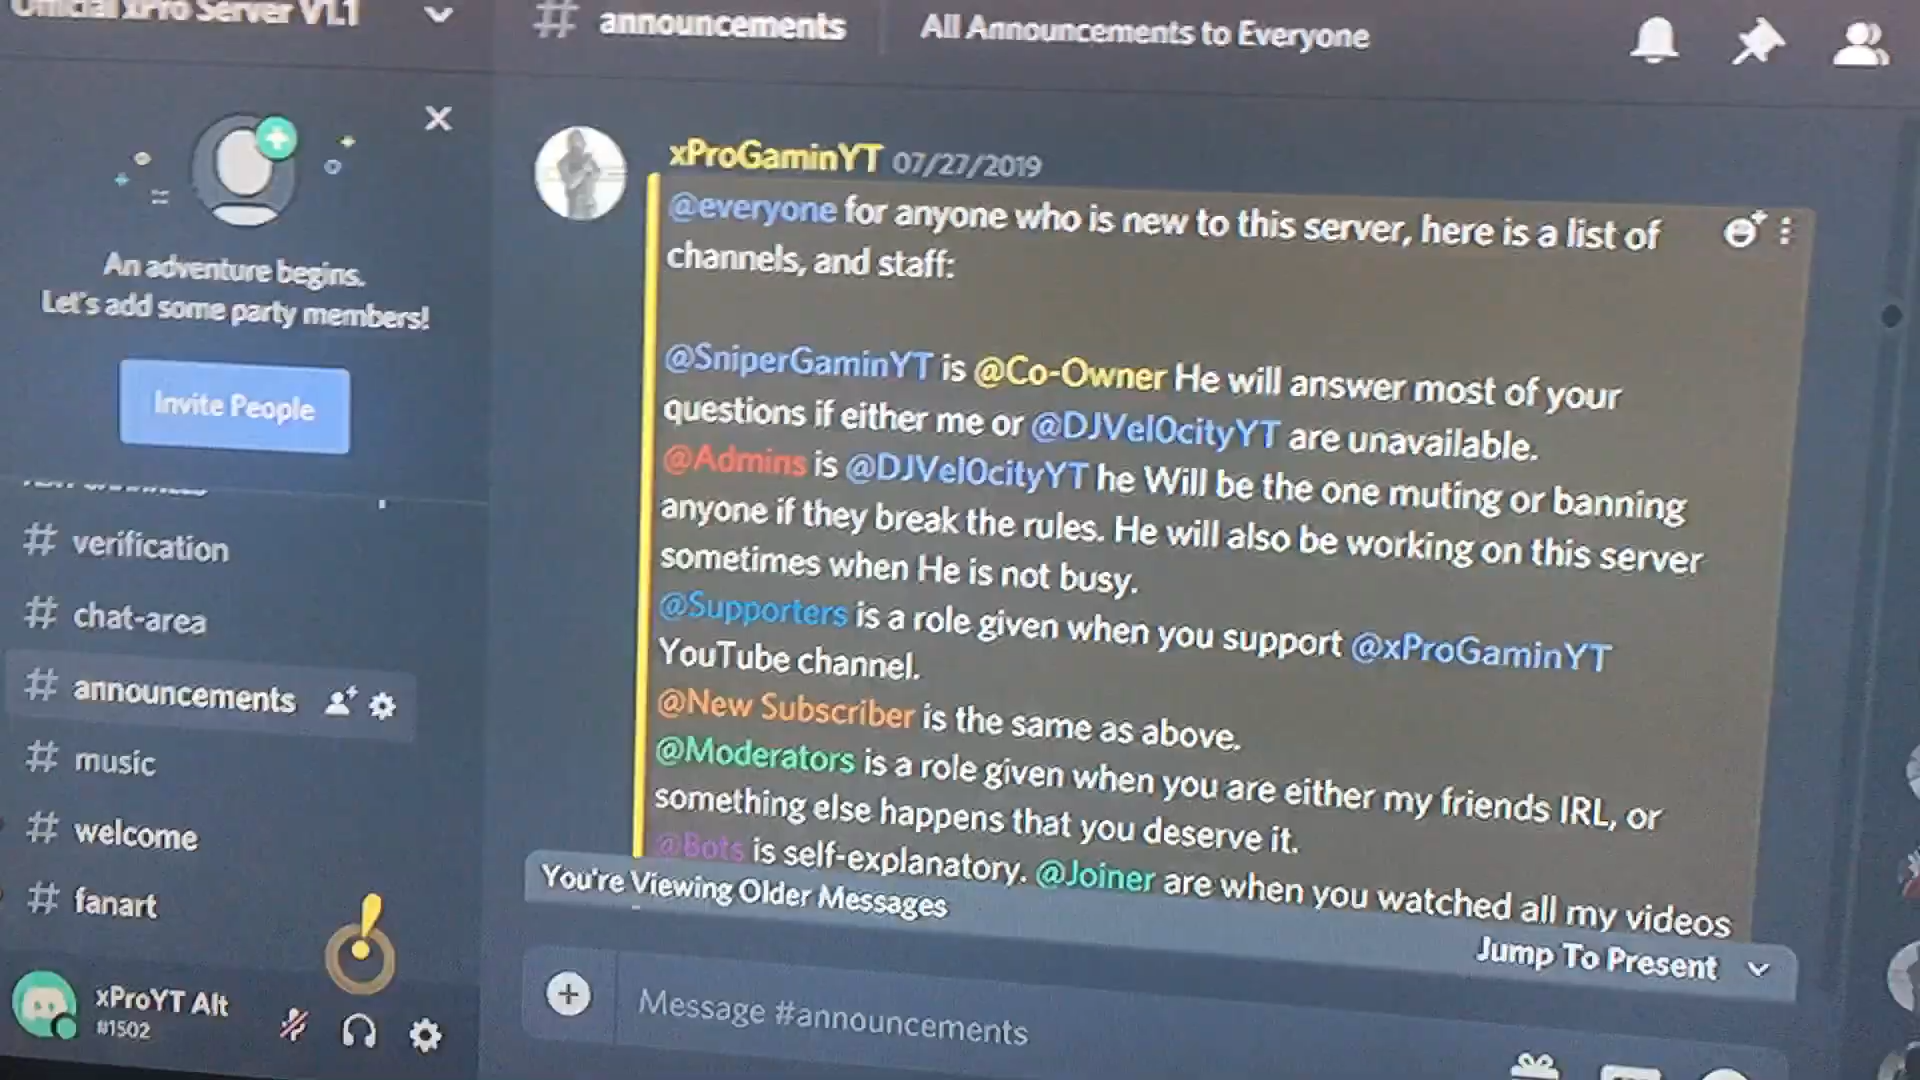 Official xPro Server V1.1
# announcements
All Announcements to Everyone
An adventure begins.
Let's add some party members!
Invite People
# verification
# chat-area
# announcements
# music
# welcome
# fanart
xProYT Alt
#1502
xProGaminYT 07/27/2019
@everyone for anyone who is new to this server, here is a list of
channels, and staff:
@SniperGaminYT is @Co-Owner He will answer most of your
questions if either me or @DJVel0cityYT are unavailable.
@Admins is @DJVel0cityYT he Will be the one muting or banning
anyone if they break the rules. He will also be working on this server
sometimes when He is not busy.
@Supporters is a role given when you support @xProGaminYT
YouTube channel.
@New Subscriber is the same as above.
@Moderators is a role given when you are either my friends IRL, or
something else happens that you deserve it.
@Bots is self-explanatory. @Joiner are when you watched all my videos
You're Viewing Older Messages
Jump To Present
Message #announcements